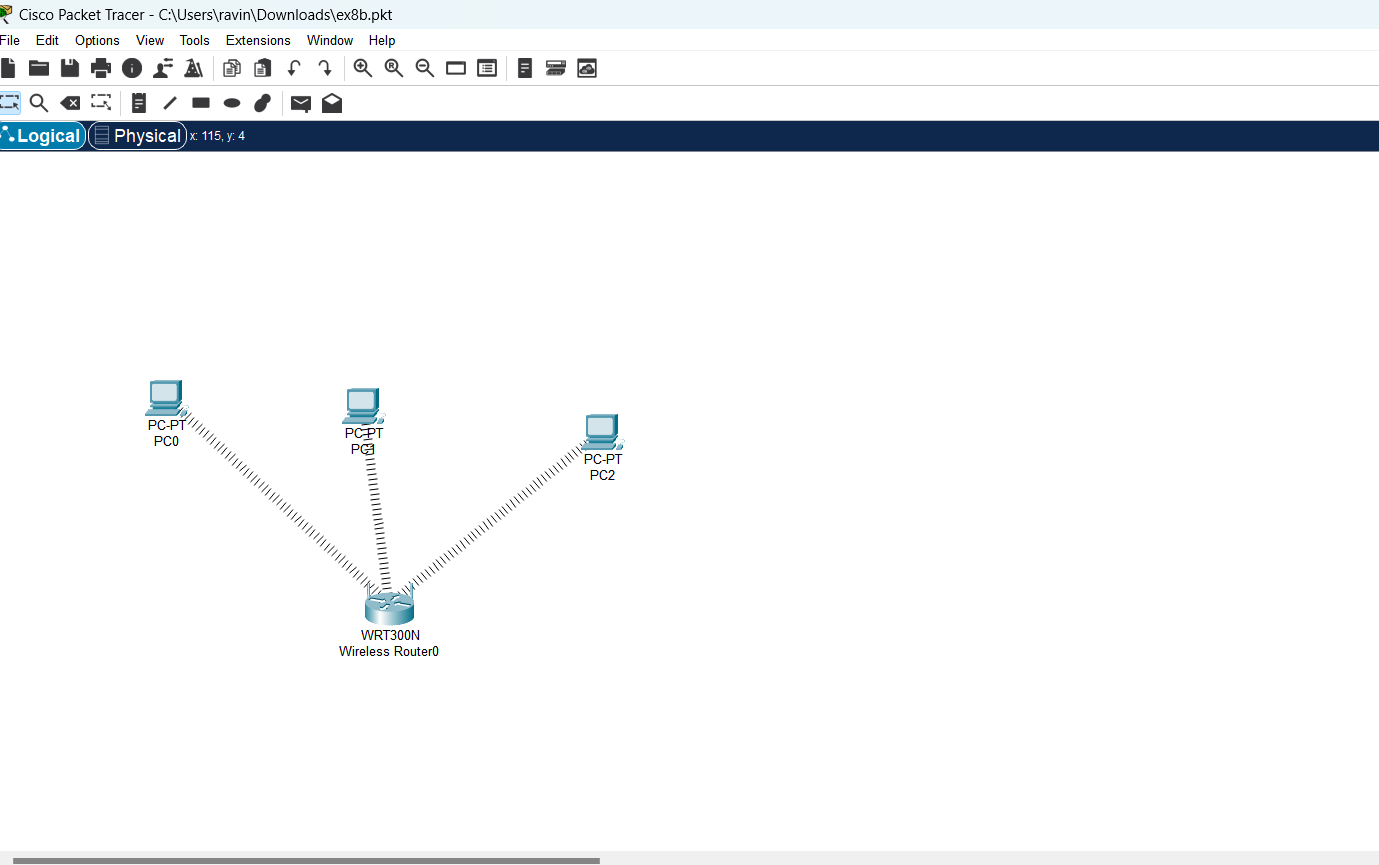 Cisco Packet Tracer - C:\Users\ravin\Downloads\ex8b.pkt
File Edit Options View Tools Extensions Window Help
Logical Physical x: 115, y: 4
PC-PT
PC0
PC-PT
PC1
PC-PT
PC2
WRT300N
Wireless Router0